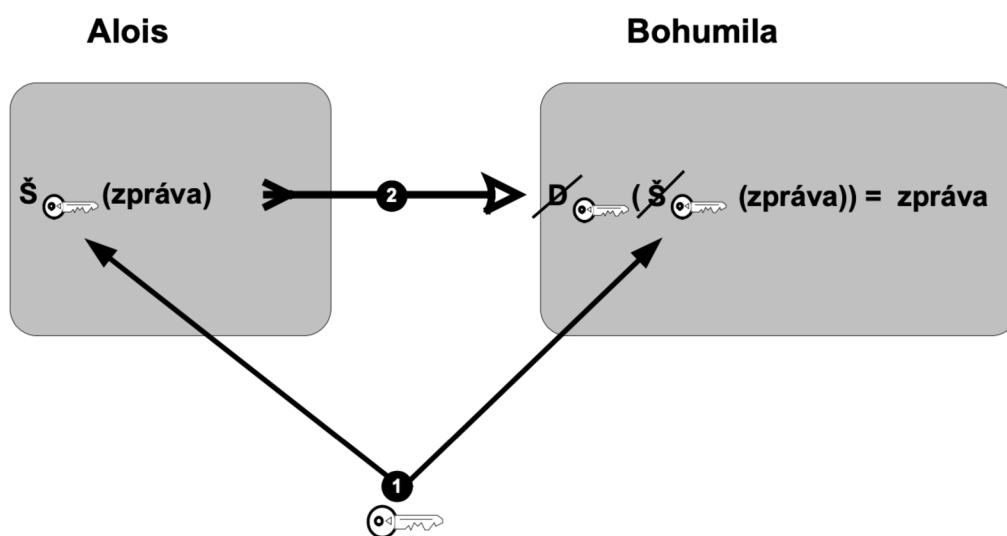 Alois
Bohumila
Š (zpráva)
2
D ( Š (zpráva)) = zpráva
1